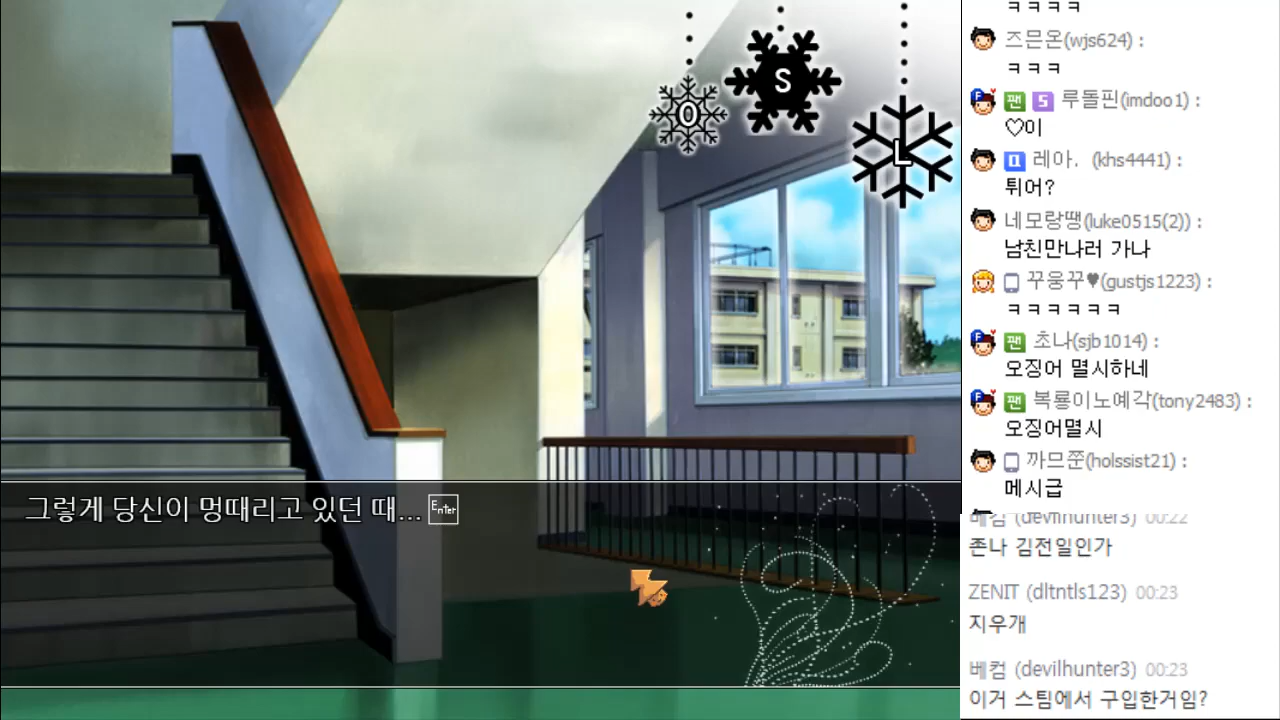 O
S
L
그렇게 당신이 멍때리고 있던 때... Enter
ㅋㅋㅋㅋ
즈믄온(wjs624) :
ㅋㅋㅋ
팬 S 루돌핀(imdoo1) :
♡이
레아. (khs4441) :
튀어?
네모랑땡(luke0515(2)) :
남친만나러 가나
꾸웅꾸♥(gustjs1223) :
ㅋㅋㅋㅋㅋㅋ
팬 초나(sjb1014) :
오징어 멸시하네
팬 복룡이노예각(tony2483) :
오징어멸시
까므쭌(holssist21) :
메시급
베컴 (devilhunter3) 00:22
존나 김전일인가
ZENIT (dltntls123) 00:23
지우개
베컴 (devilhunter3) 00:23
이거 스팀에서 구입한거임?